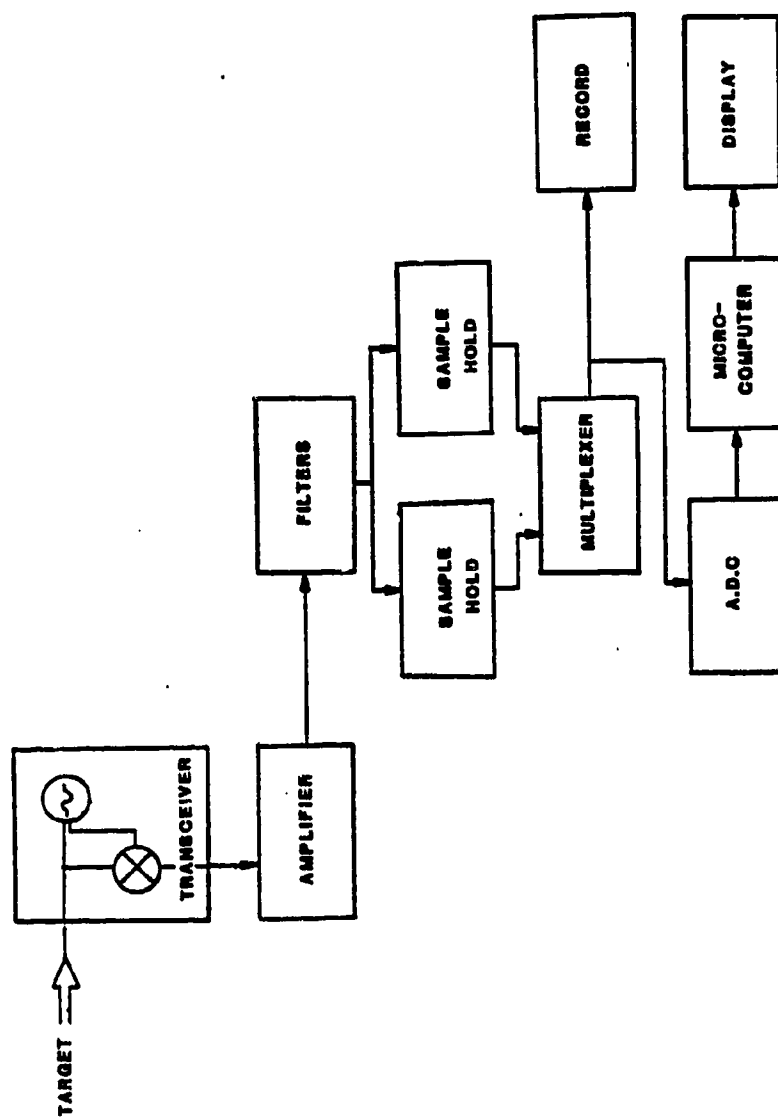 TARGET
TRANSCEIVER
AMPLIFIER
FILTERS
SAMPLE
HOLD
SAMPLE
HOLD
MULTIPLEXER
RECORD
A.D.C
MICRO-
COMPUTER
DISPLAY